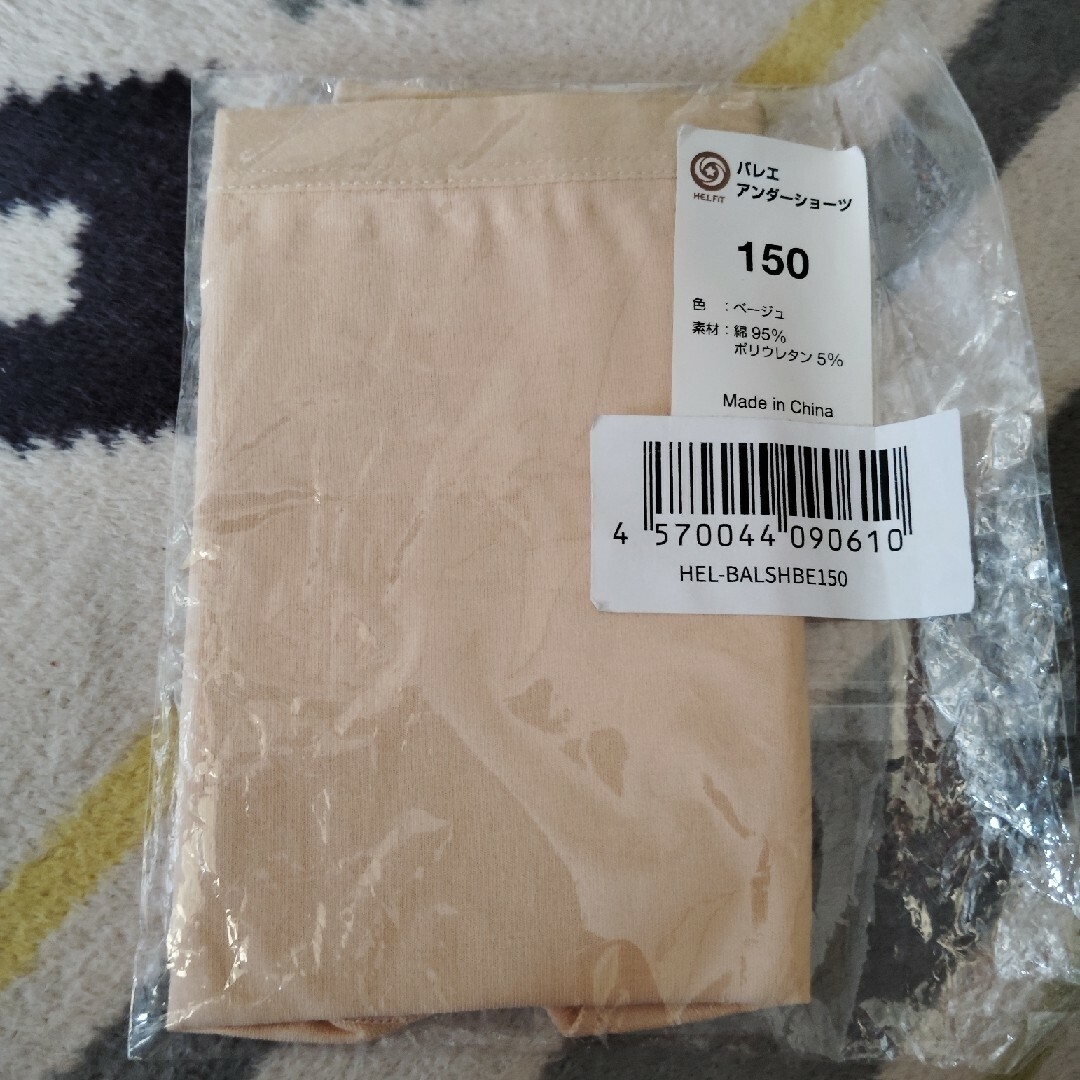 HELFiT
バレエ
アンダーショーツ
150
色 : ベージュ
素材 : 綿 95%
ポリウレタン 5%
Made in China
4 570044 090610
HEL-BALSHBE150